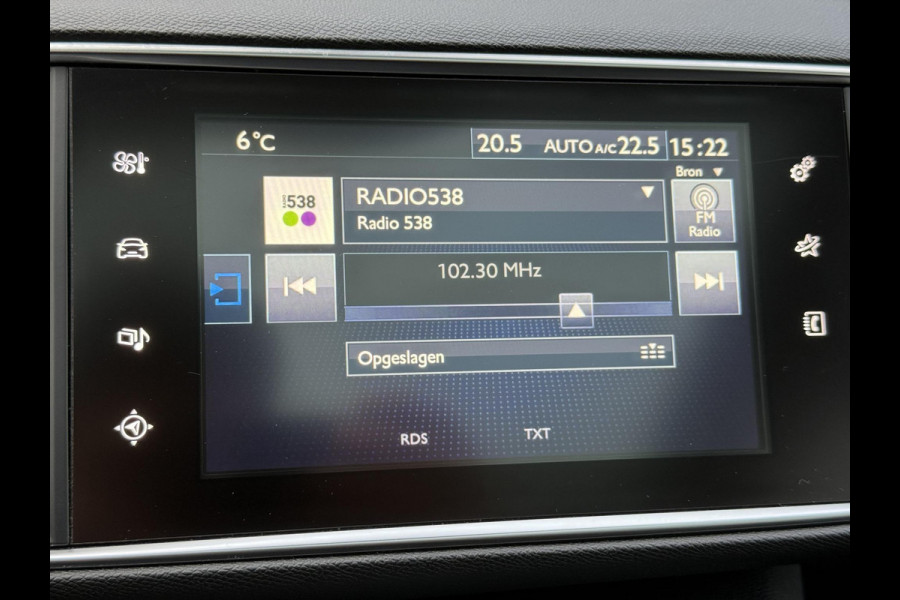 6°C
20.5 AUTO A/C 22.5 15:22
Bron
538
RADIO538
Radio 538
FM
Radio
102.30 MHz
Opgeslagen
RDS TXT